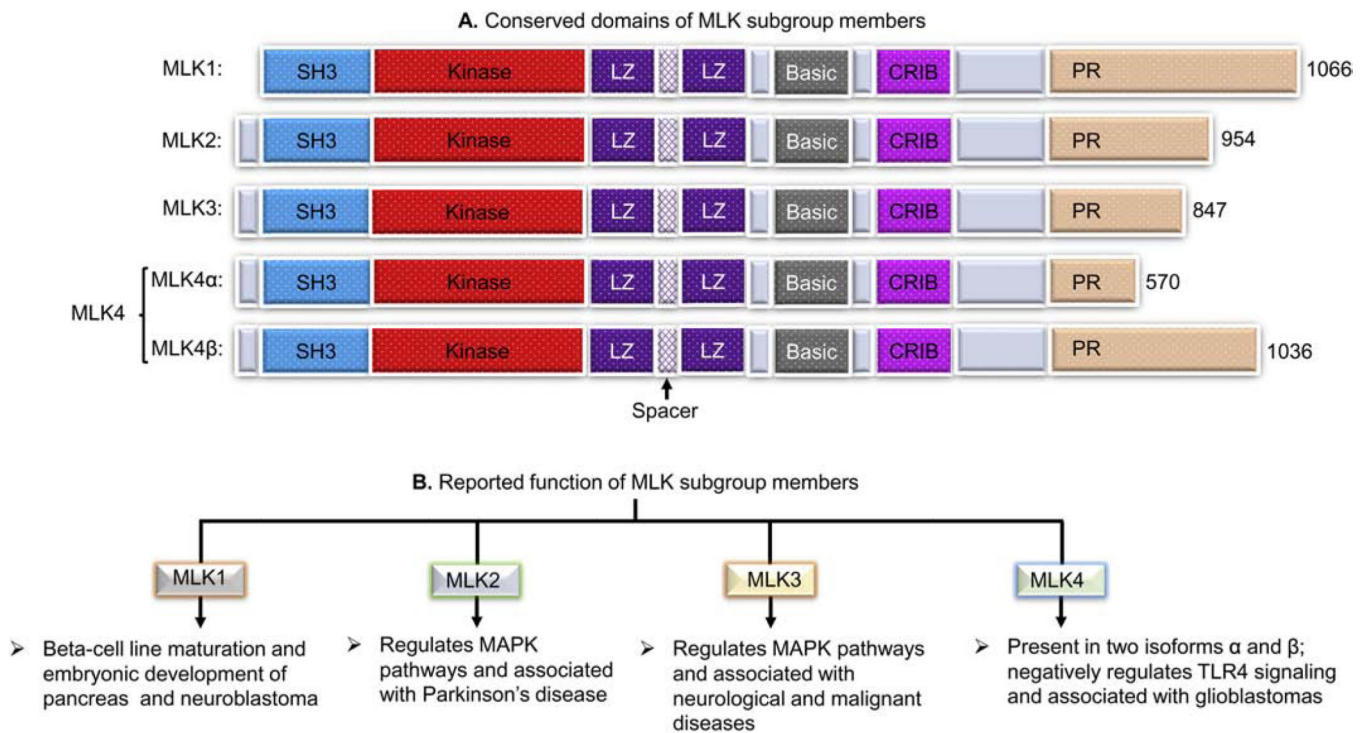 A. Conserved domains of MLK subgroup members
MLK1: SH3 Kinase LZ LZ Basic CRIB PR 1066
MLK2: SH3 Kinase LZ LZ Basic CRIB PR 954
MLK3: SH3 Kinase LZ LZ Basic CRIB PR 847
MLK4
MLK4α: SH3 Kinase LZ LZ Basic CRIB PR 570
MLK4β: SH3 Kinase LZ LZ Basic CRIB PR 1036
Spacer
B. Reported function of MLK subgroup members
MLK1
➢ Beta-cell line maturation and
embryonic development of
pancreas and neuroblastoma
MLK2
➢ Regulates MAPK
pathways and associated
with Parkinson's disease
MLK3
➢ Regulates MAPK pathways
and associated with
neurological and malignant
diseases
MLK4
➢ Present in two isoforms α and β;
negatively regulates TLR4 signaling
and associated with glioblastomas